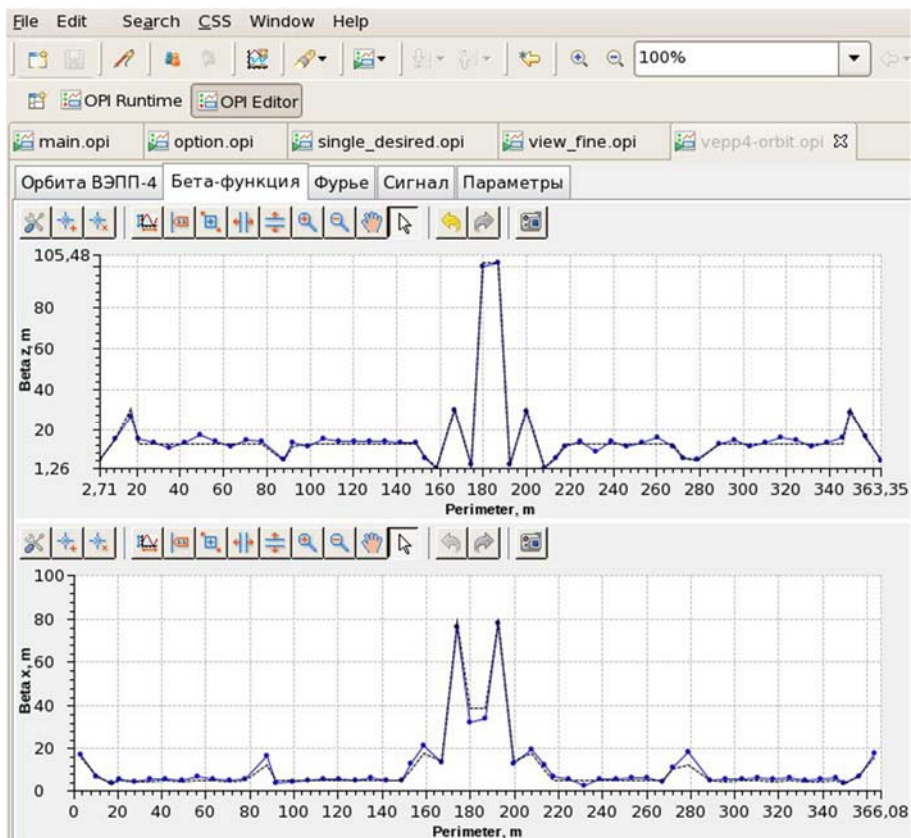 File Edit Search CSS Window Help
100%
OPI Runtime OPI Editor
main.opi option.opi single_desired.opi view_fine.opi vepp4-orbit.opi
Орбита ВЭПП-4 Бета-функция Фурье Сигнал Параметры
105,48
80
60
40
20
1,26
Beta z, m
2,71 20 40 60 80 100 120 140 160 180 200 220 240 260 280 300 320 340 363,35
Perimeter, m
100
80
60
40
20
0
Beta x, m
0 20 40 60 80 100 120 140 160 180 200 220 240 260 280 300 320 340 366,08
Perimeter, m